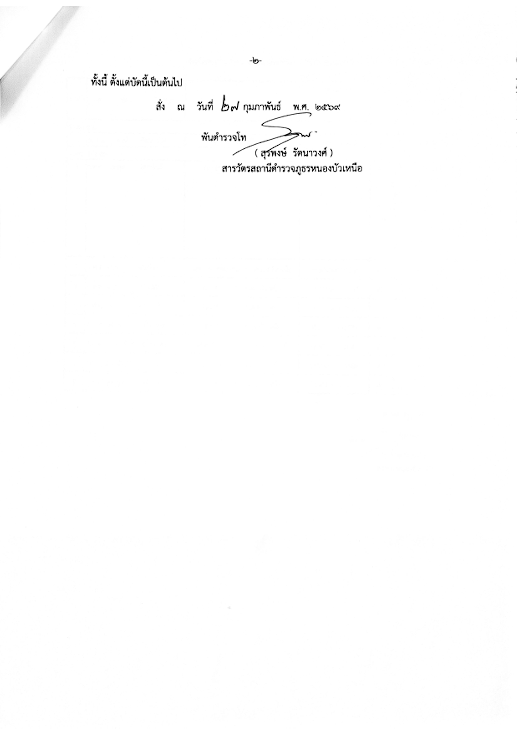 -๒-
ทั้งนี้ ตั้งแต่บัดนี้เป็นต้นไป
สั่ง ณ วันที่ ๒๗ กุมภาพันธ์ พ.ศ. ๒๕๖๙
พันตำรวจโท
( สุรพงษ์ รัตนาวงศ์ )
สารวัตรสถานีตำรวจภูธรหนองบัวเหนือ